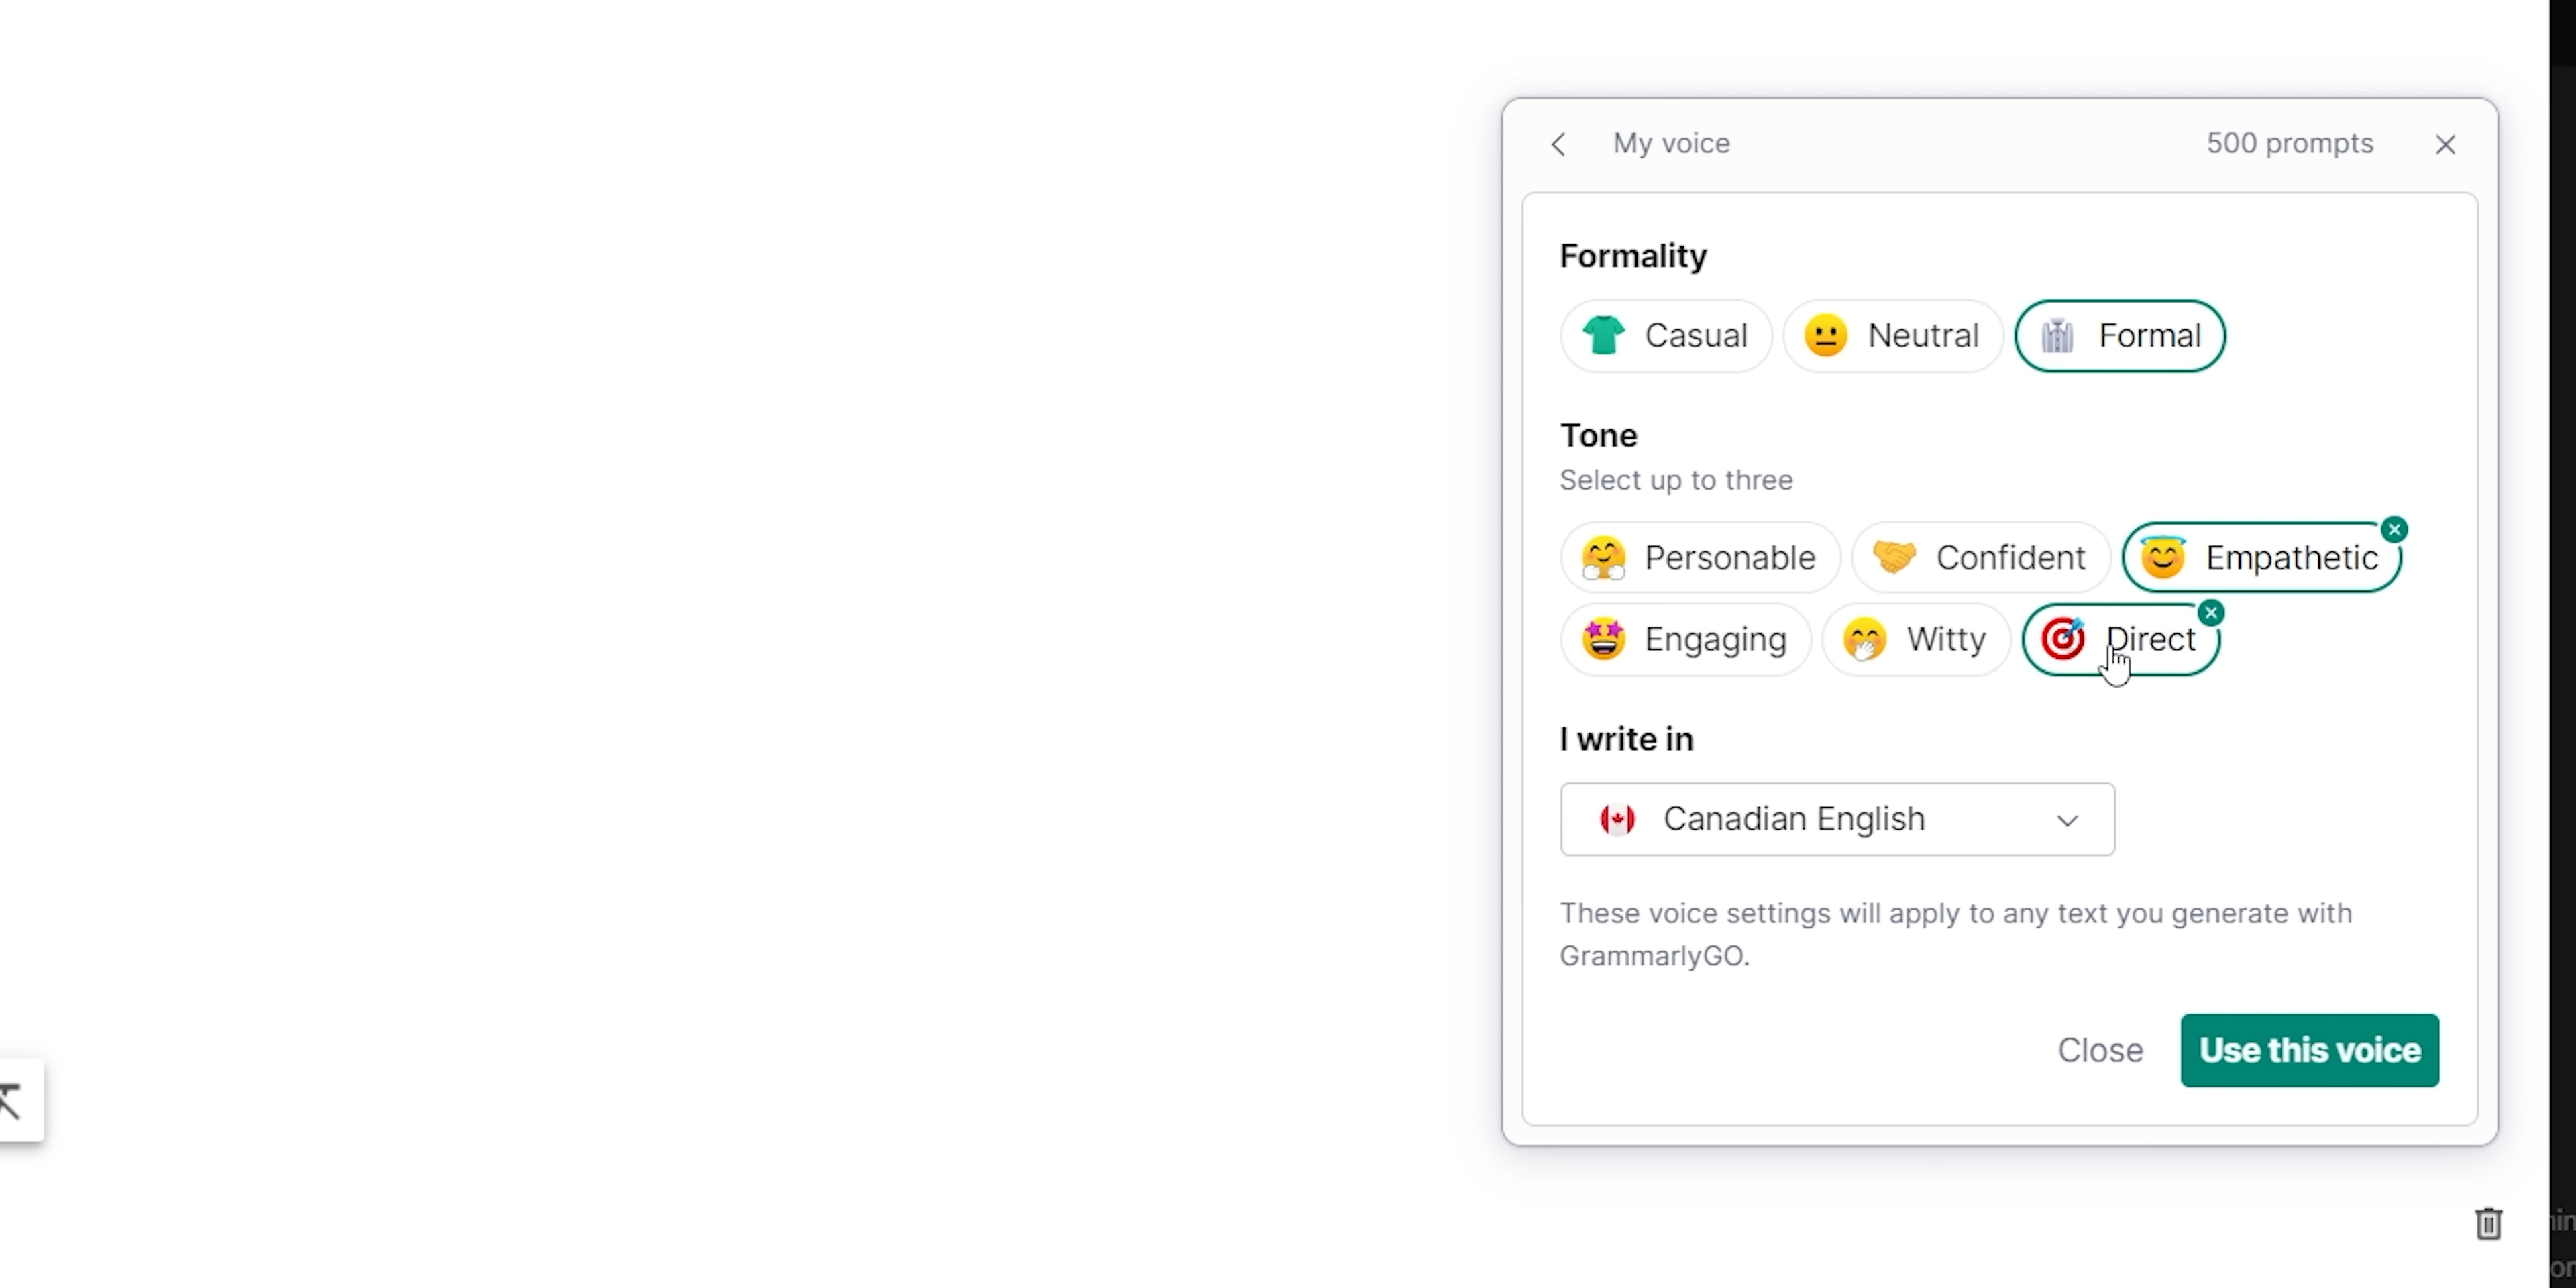 My voice 500 prompts
Formality
Casual Neutral Formal
Tone
Select up to three
Personable Confident Empathetic
Engaging Witty Direct
I write in
Canadian English
These voice settings will apply to any text you generate with
GrammarlyGO.
Close Use this voice